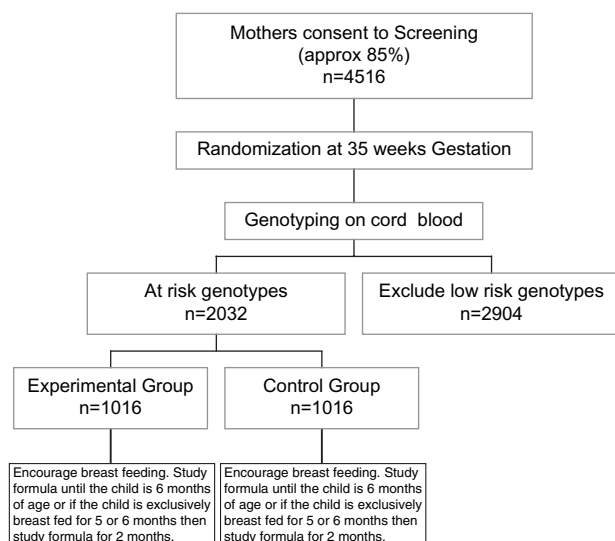 Mothers consent to Screening
(approx 85%)
n=4516
Randomization at 35 weeks Gestation
Genotyping on cord blood
At risk genotypes
n=2032
Exclude low risk genotypes
n=2904
Experimental Group
n=1016
Control Group
n=1016
Encourage breast feeding. Study
formula until the child is 6 months
of age or if the child is exclusively
breast fed for 5 or 6 months then
study formula for 2 months.
Encourage breast feeding. Study
formula until the child is 6 months
of age or if the child is exclusively
breast fed for 5 or 6 months then
study formula for 2 months.